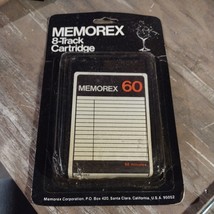 MEMOREX
8-Track
Cartridge
MEMOREX 60
Memorex Corporation, P.O. Box 420, Santa Clara, California, U.S.A. 95052